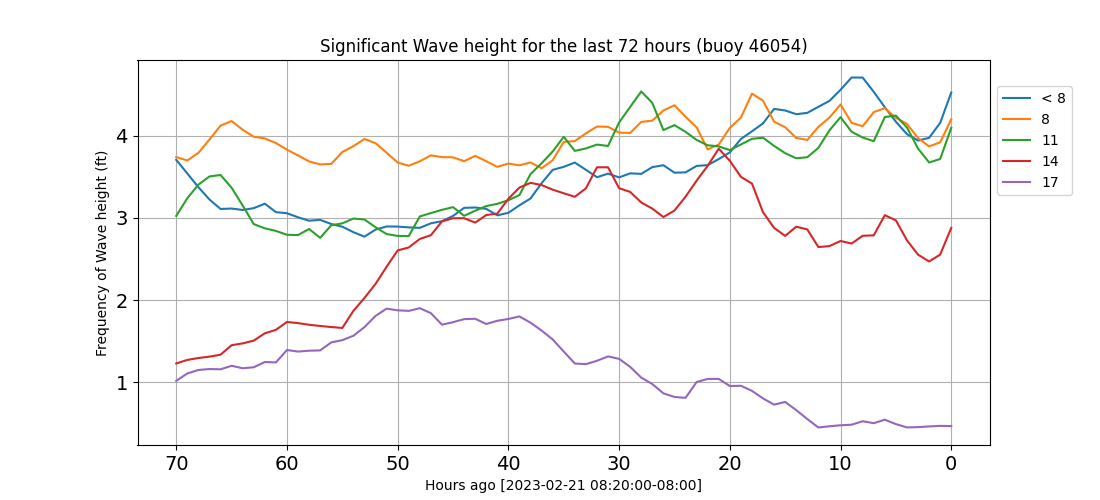 Significant Wave height for the last 72 hours (buoy 46054)
Frequency of Wave height (ft)
4
3
2
1
70 60 50 40 30 20 10 0
Hours ago [2023-02-21 08:20:00-08:00]
< 8
8
11
14
17